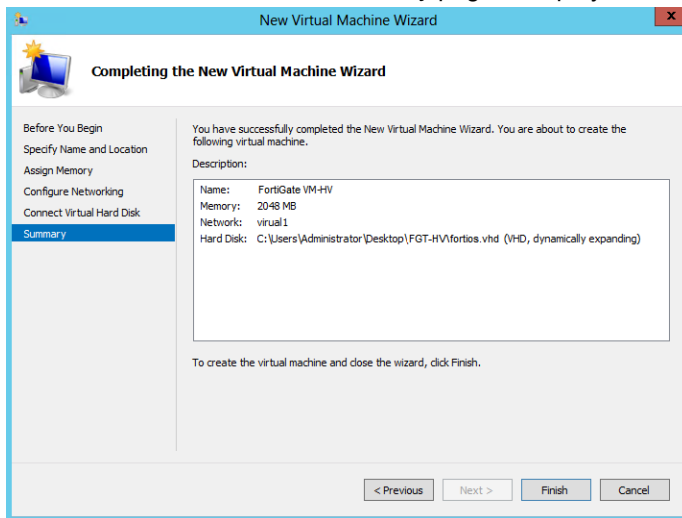 New Virtual Machine Wizard
x
Completing the New Virtual Machine Wizard
Before You Begin
Specify Name and Location
Assign Memory
Configure Networking
Connect Virtual Hard Disk
Summary
You have successfully completed the New Virtual Machine Wizard. You are about to create the
following virtual machine.
Description:
Name: FortiGate VM-HV
Memory: 2048 MB
Network: virual1
Hard Disk: C:\Users\Administrator\Desktop\FGT-HV\fortios.vhd (VHD, dynamically expanding)
To create the virtual machine and close the wizard, click Finish.
< Previous
Next >
Finish
Cancel